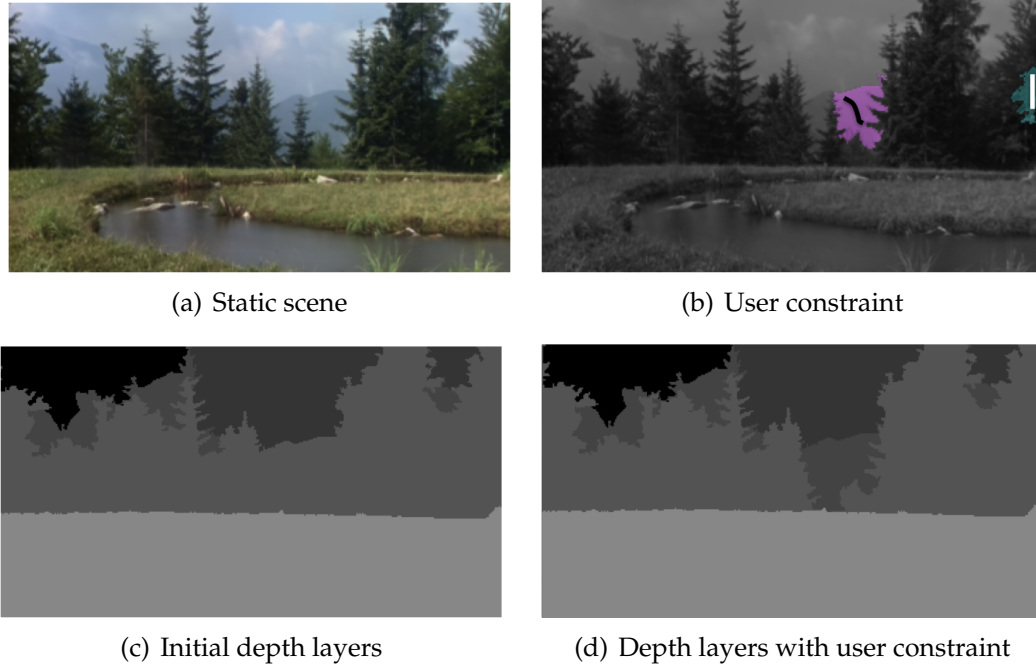 (a) Static scene
(b) User constraint
(c) Initial depth layers
(d) Depth layers with user constraint